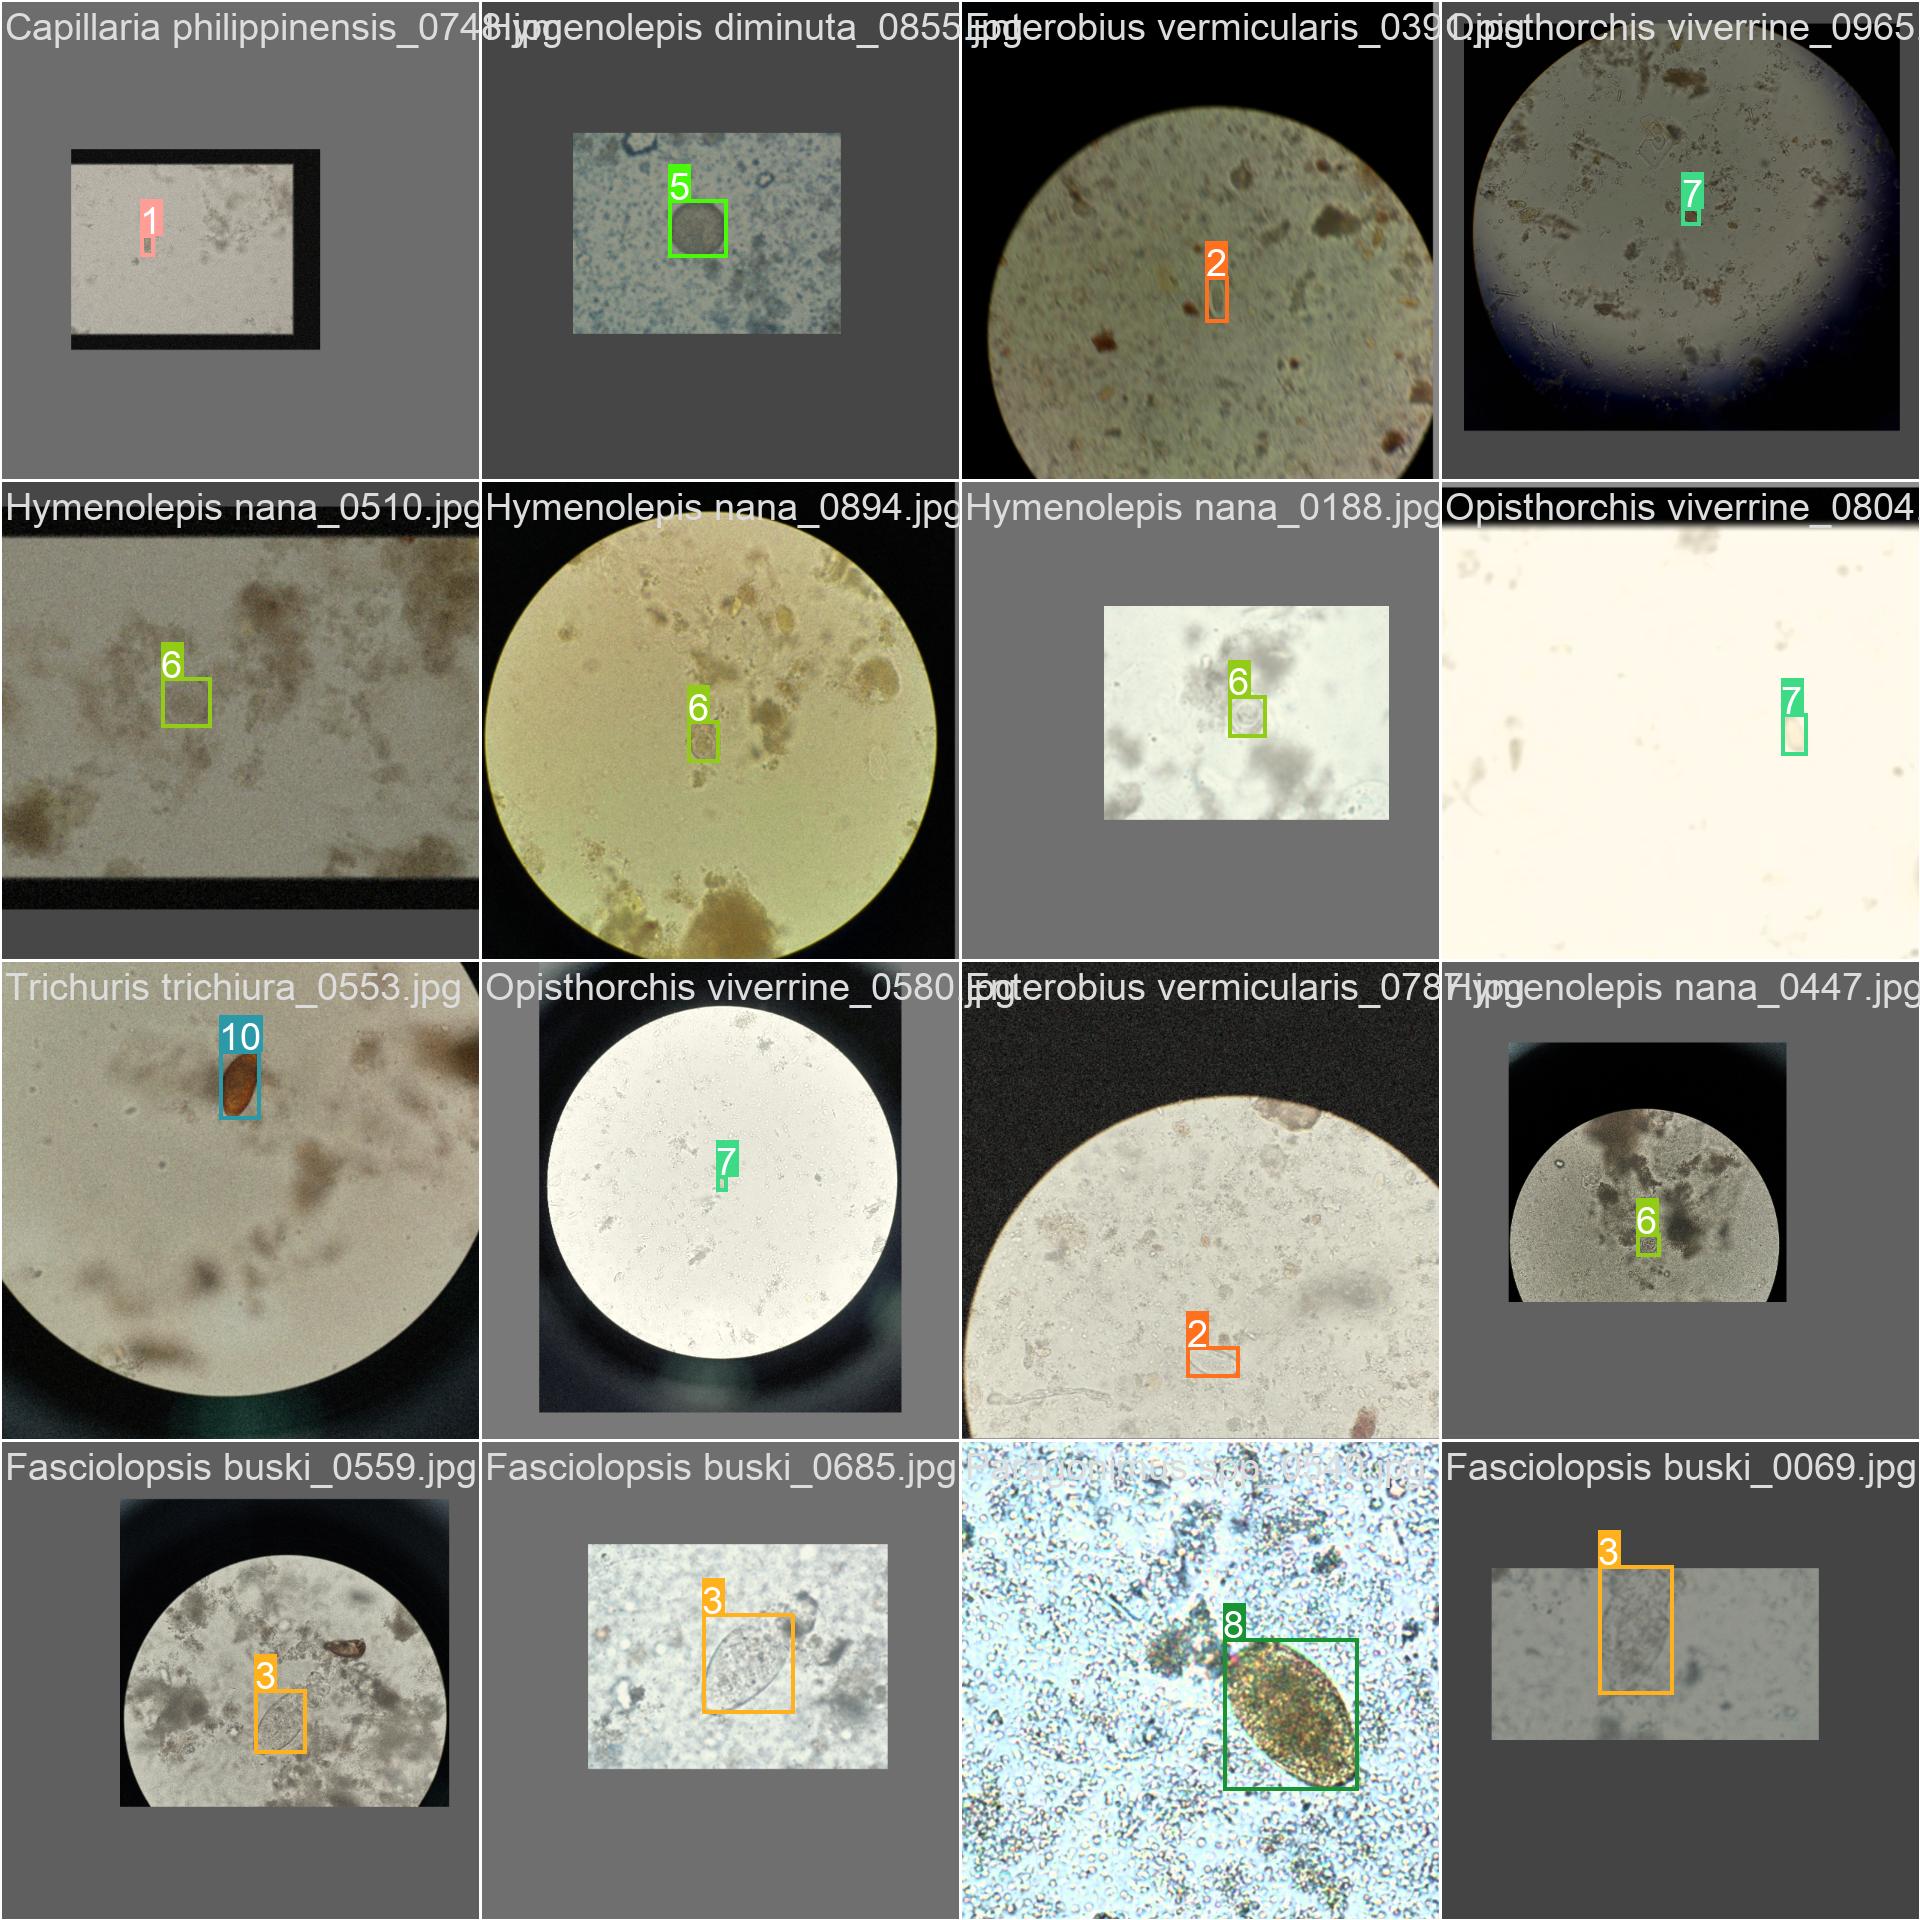 Capillaria philippinensis_0748.jpg
Hymenolepis diminuta_0855.jpg
Enterobius vermicularis_0391.jpg
Opisthorchis viverrine_0965.
1
5
2
7
Hymenolepis nana_0510.jpg
Hymenolepis nana_0894.jpg
Hymenolepis nana_0188.jpg
Opisthorchis viverrine_0804.
6
6
6
7
Trichuris trichiura_0553.jpg
Opisthorchis viverrine_0580.jpg
Enterobius vermicularis_0787.jpg
Hymenolepis nana_0447.jpg
10
7
2
6
Fasciolopsis buski_0559.jpg
Fasciolopsis buski_0685.jpg
Paragonimus spp
Fasciolopsis buski_0069.jpg
3
3
8
3